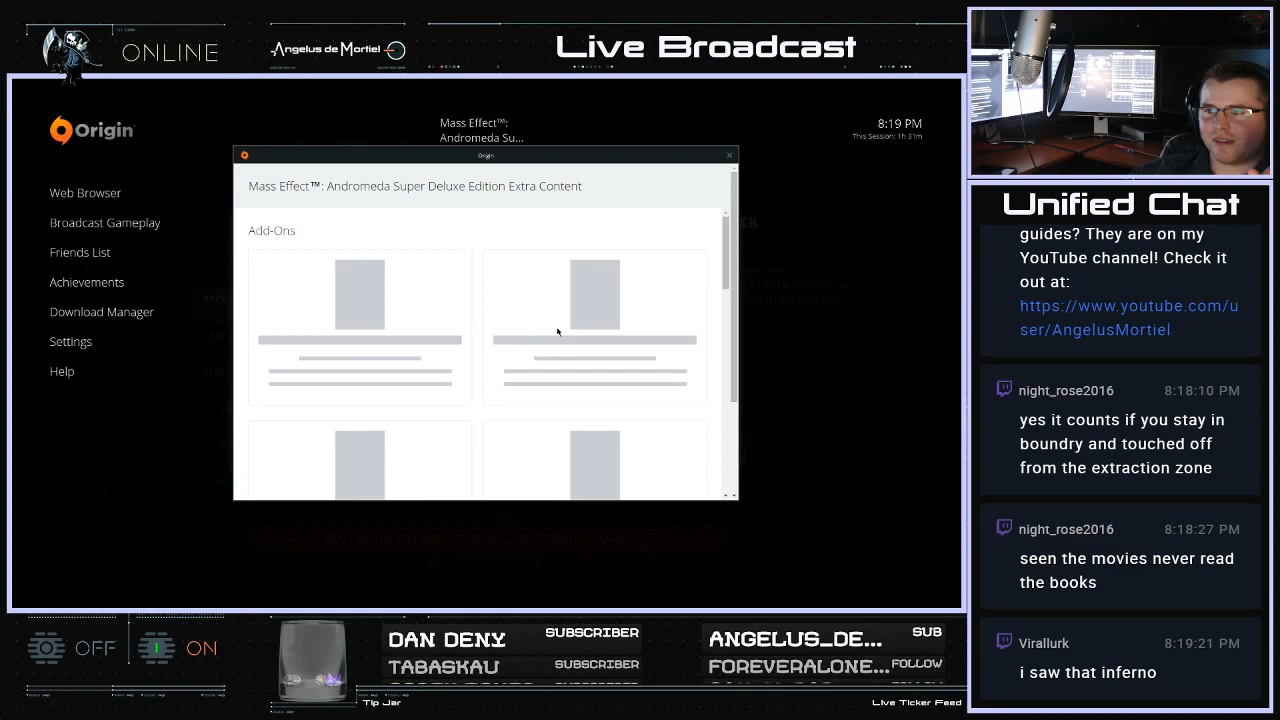 ONLINE
Angelus de Mortiel
Live Broadcast
Origin
Mass Effect™:
Andromeda Su...
8:19 PM
This Session: 1h 31m
Web Browser
Broadcast Gameplay
Friends List
Achievements
Download Manager
Settings
Help
Origin
Mass Effect™: Andromeda Super Deluxe Edition Extra Content
Add-Ons
Unified Chat
guides? They are on my
YouTube channel! Check it
out at:
https://www.youtube.com/u
ser/AngelusMortiel
night_rose2016 8:18:10 PM
yes it counts if you stay in
boundry and touched off
from the extraction zone
night_rose2016 8:18:27 PM
seen the movies never read
the books
Virallurk 8:19:21 PM
i saw that inferno
OFF
ON
DAN DENY SUBSCRIBER
TABASKAU SUBSCRIBER
ANGELUS_DE... SUB
FOREVERALONE... FOLLOW
Tip Jar
Live Ticker Feed